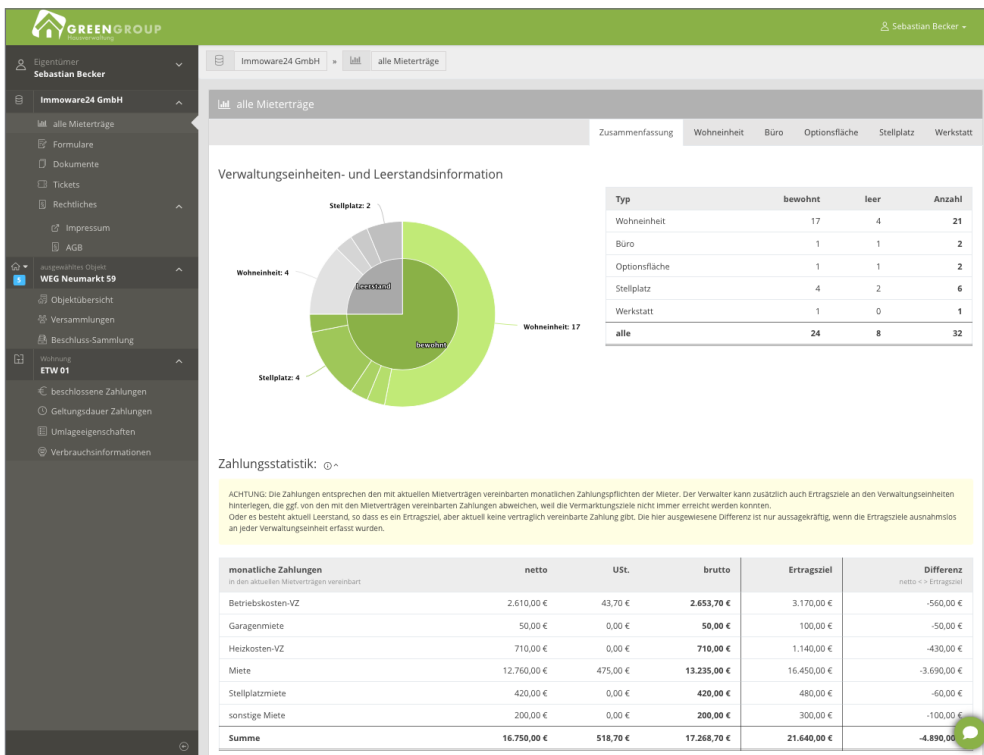 GREENGROUP
Hausverwaltung
Sebastian Becker
Eigentümer
Sebastian Becker
Immoware24 GmbH
alle Mieterträge
Formulare
Dokumente
Tickets
Rechtliches
Impressum
AGB
ausgewähltes Objekt
WEG Neumarkt 59
5
Objektübersicht
Versammlungen
Beschluss-Sammlung
Wohnung
ETW 01
beschlossene Zahlungen
Geltungsdauer Zahlungen
Umlageeigenschaften
Verbrauchsinformationen
Immoware24 GmbH » alle Mieterträge
alle Mieterträge
Zusammenfassung Wohneinheit Büro Optionsfläche Stellplatz Werkstatt
Verwaltungseinheiten- und Leerstandsinformation
Stellplatz: 2
Wohneinheit: 4
Leerstand
Wohneinheit: 17
bewohnt
Stellplatz: 4
Typ bewohnt leer Anzahl
Wohneinheit 17 4 21
Büro 1 1 2
Optionsfläche 1 1 2
Stellplatz 4 2 6
Werkstatt 1 0 1
alle 24 8 32
Zahlungsstatistik:
ACHTUNG: Die Zahlungen entsprechen den mit aktuellen Mietverträgen vereinbarten monatlichen Zahlungspflichten der Mieter. Der Verwalter kann zusätzlich auch Ertragsziele an den Verwaltungseinheiten
hinterlegen, die ggf. von den mit den Mietverträgen vereinbarten Zahlungen abweichen, weil die Vermarktungsziele nicht immer erreicht werden konnten.
Oder es besteht aktuell Leerstand, so dass es ein Ertragsziel, aber aktuell keine vertraglich vereinbarte Zahlung gibt. Die hier ausgewiesene Differenz ist nur aussagekräftig, wenn die Ertragsziele ausnahmslos
an jeder Verwaltungseinheit erfasst wurden.
monatliche Zahlungen netto USt. brutto Ertragsziel Differenz
in den aktuellen Mietverträgen vereinbart netto < > Ertragsziel
Betriebskosten-VZ 2.610,00 € 43,70 € 2.653,70 € 3.170,00 € -560,00 €
Garagenmiete 50,00 € 0,00 € 50,00 € 100,00 € -50,00 €
Heizkosten-VZ 710,00 € 0,00 € 710,00 € 1.140,00 € -430,00 €
Miete 12.760,00 € 475,00 € 13.235,00 € 16.450,00 € -3.690,00 €
Stellplatzmiete 420,00 € 0,00 € 420,00 € 480,00 € -60,00 €
sonstige Miete 200,00 € 0,00 € 200,00 € 300,00 € -100,00 €
Summe 16.750,00 € 518,70 € 17.268,70 € 21.640,00 € -4.890,00